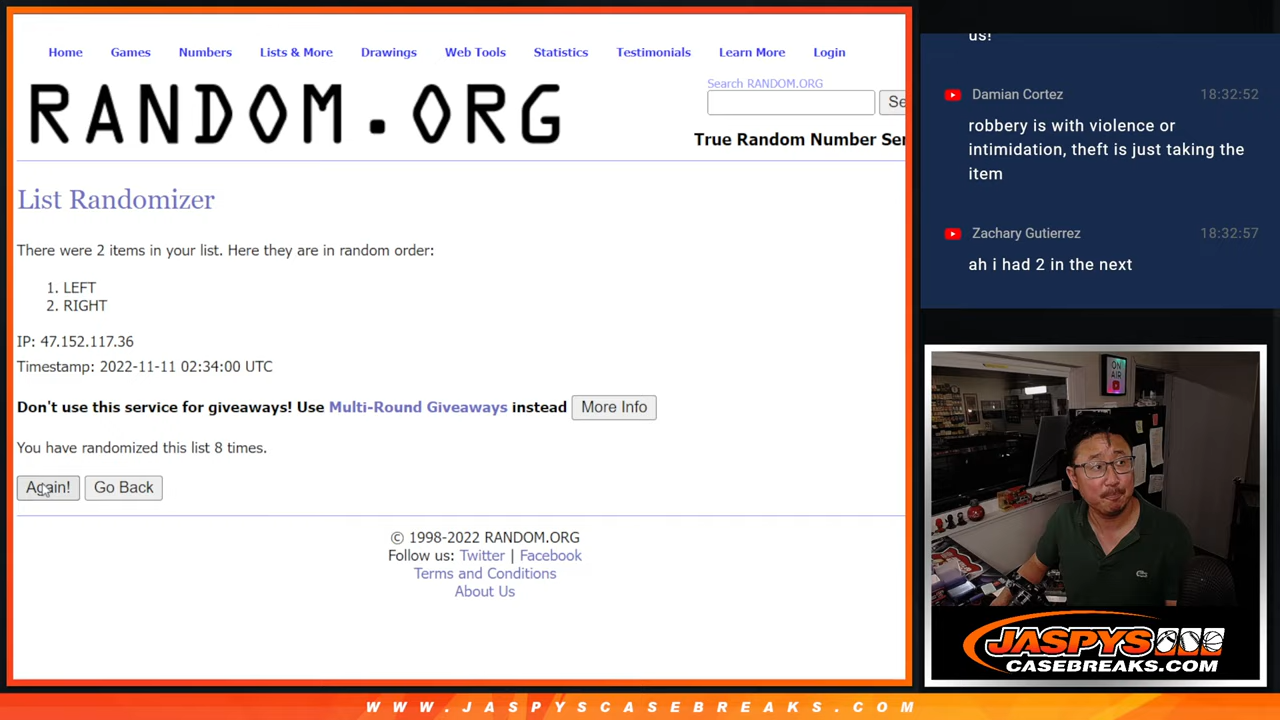 Home Games Numbers Lists & More Drawings Web Tools Statistics Testimonials Learn More Login
RANDOM.ORG
Search RANDOM.ORG
Se
True Random Number Ser
List Randomizer
There were 2 items in your list. Here they are in random order:
1. LEFT
2. RIGHT
IP: 47.152.117.36
Timestamp: 2022-11-11 02:34:00 UTC
Don't use this service for giveaways! Use Multi-Round Giveaways instead More Info
You have randomized this list 8 times.
Again! Go Back
© 1998-2022 RANDOM.ORG
Follow us: Twitter | Facebook
Terms and Conditions
About Us
us!
Damian Cortez 18:32:52
robbery is with violence or
intimidation, theft is just taking the
item
Zachary Gutierrez 18:32:57
ah i had 2 in the next
ON
AIR
JASPYS
CASEBREAKS.COM
WWW.JASPYSCASEBREAKS.COM